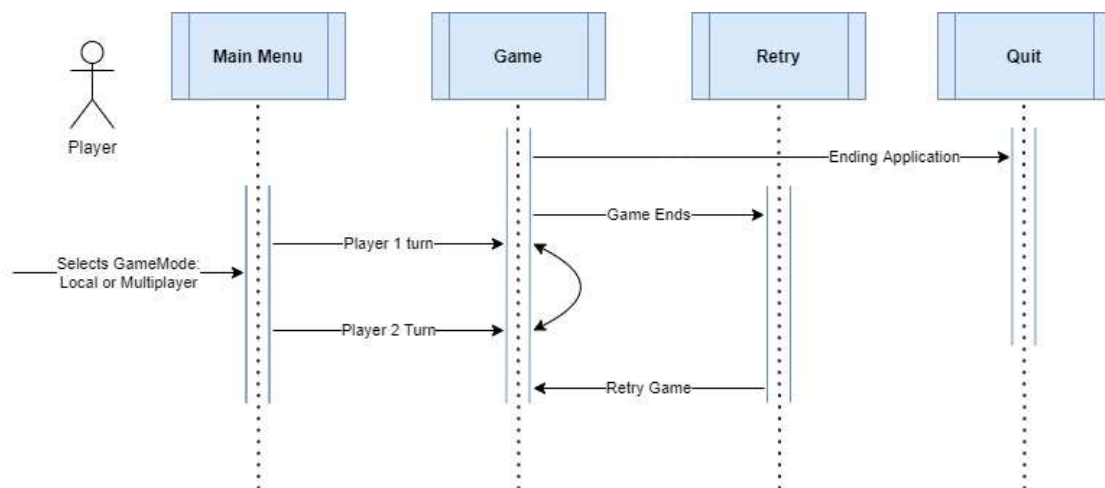 Main Menu
Game
Retry
Quit
Player
Ending Application
Game Ends
Player 1 turn
Selects GameMode:
Local or Multiplayer
Player 2 Turn
Retry Game